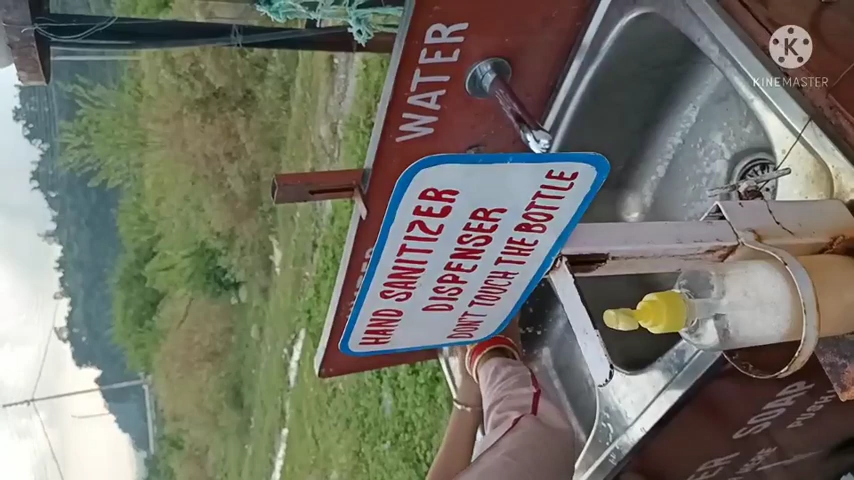 WATER
HAND SANITIZER
DISPENSER
DON'T TOUCH THE BOTTLE
SOAP
PUSH
K
KINEMASTER